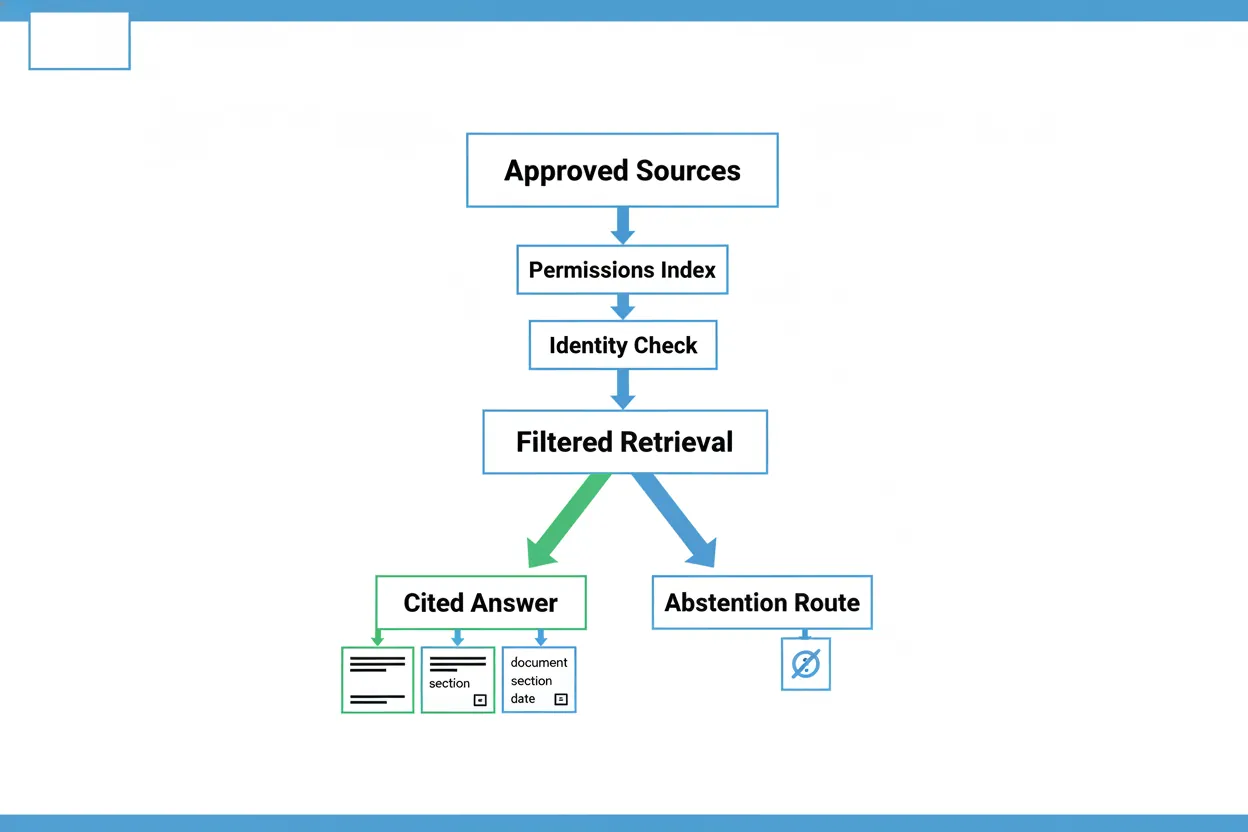 Approved Sources
Permissions Index
Identity Check
Filtered Retrieval
Cited Answer
Abstention Route
section
document
section
date